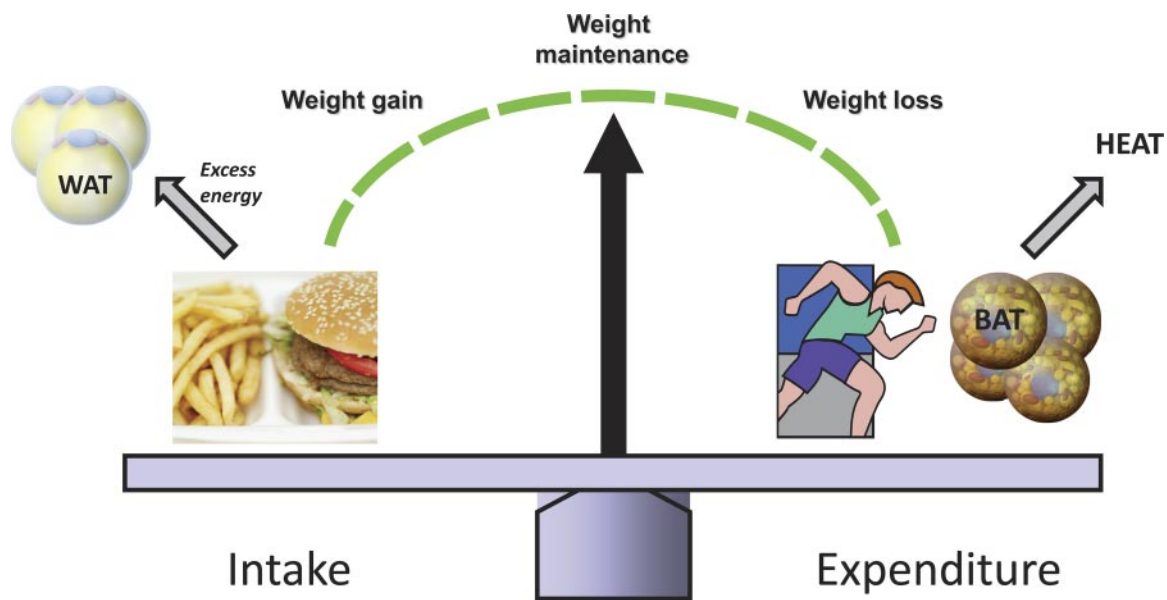 Weight
maintenance
Weight gain
Weight loss
HEAT
WAT
Excess
energy
BAT
Intake
Expenditure